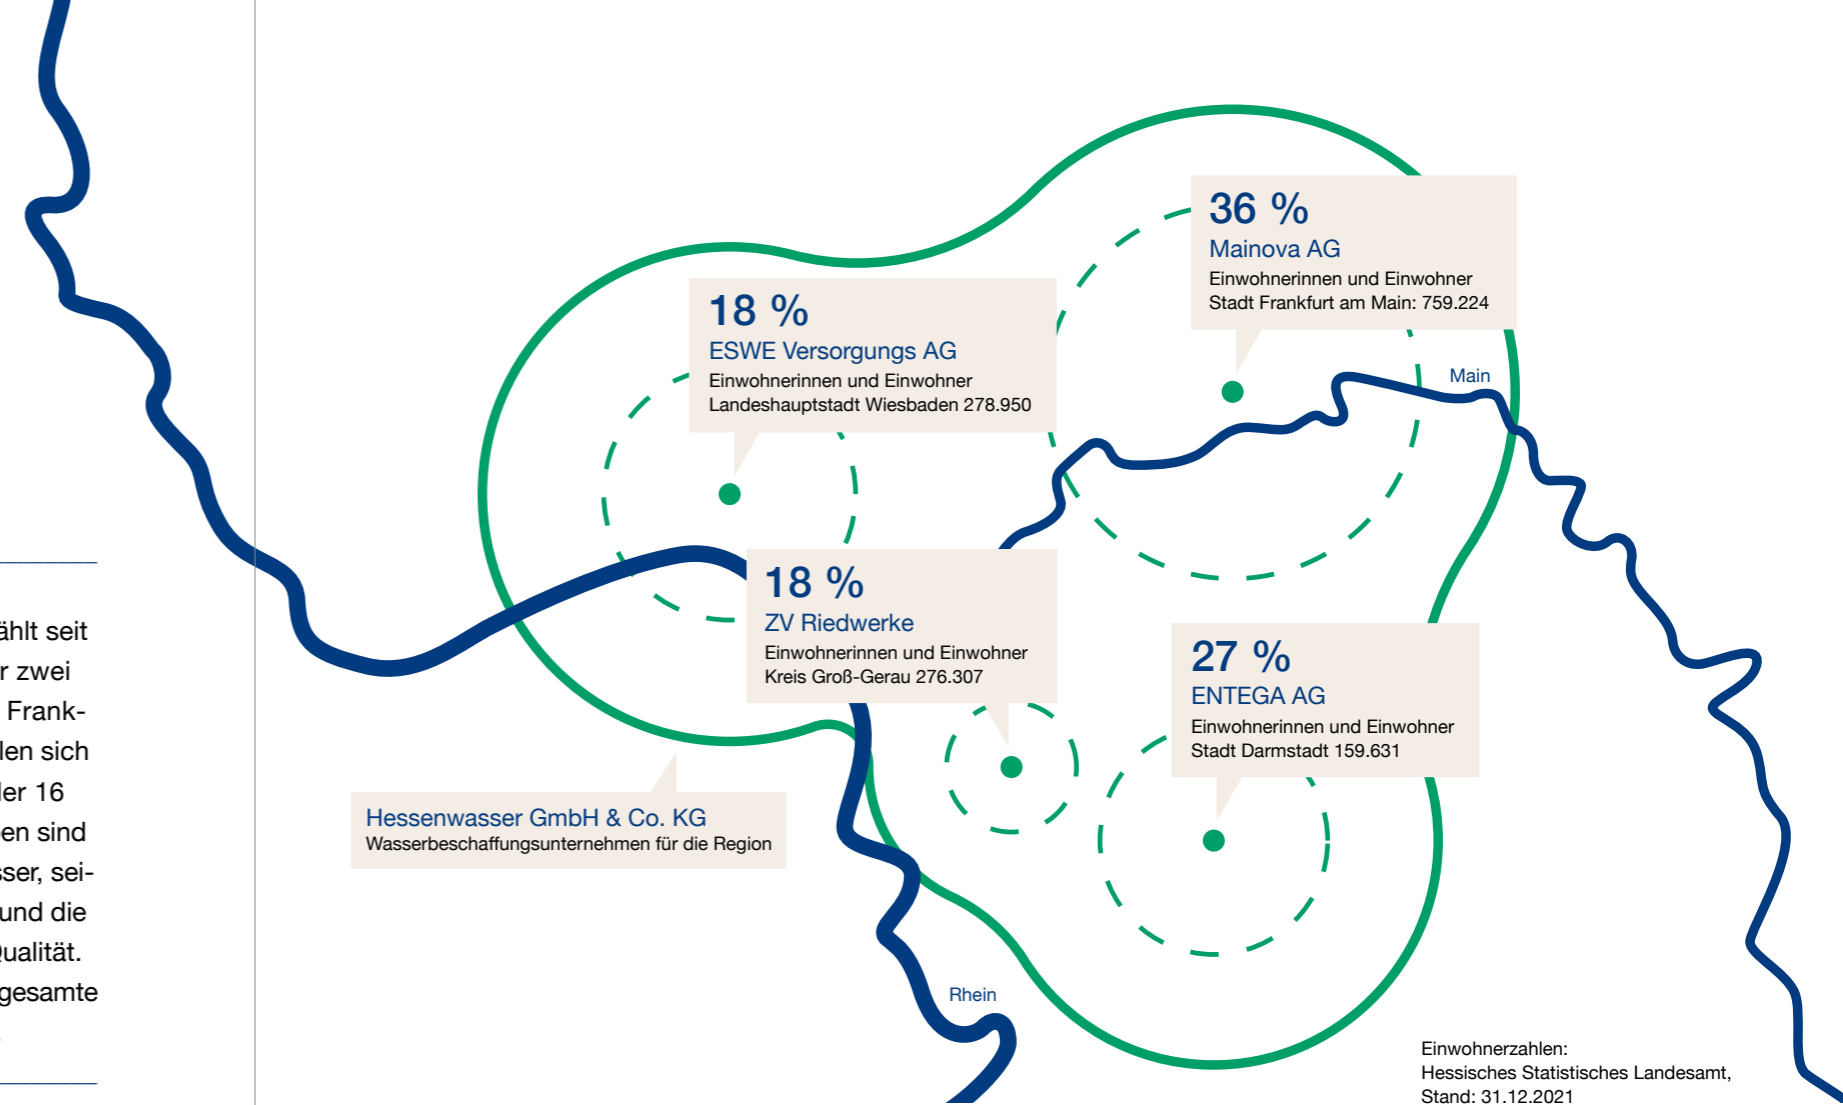 ählt seit
r zwei
Frank-
len sich
ler 16
en sind
sser, sei-
und die
Qualität.
gesamte
36 %
Mainova AG
Einwohnerinnen und Einwohner
Stadt Frankfurt am Main: 759.224
18 %
ESWE Versorgungs AG
Einwohnerinnen und Einwohner
Landeshauptstadt Wiesbaden 278.950
Main
18 %
ZV Riedwerke
Einwohnerinnen und Einwohner
Kreis Groß-Gerau 276.307
27 %
ENTEGA AG
Einwohnerinnen und Einwohner
Stadt Darmstadt 159.631
Hessenwasser GmbH & Co. KG
Wasserbeschaffungsunternehmen für die Region
Rhein
Einwohnerzahlen:
Hessisches Statistisches Landesamt,
Stand: 31.12.2021